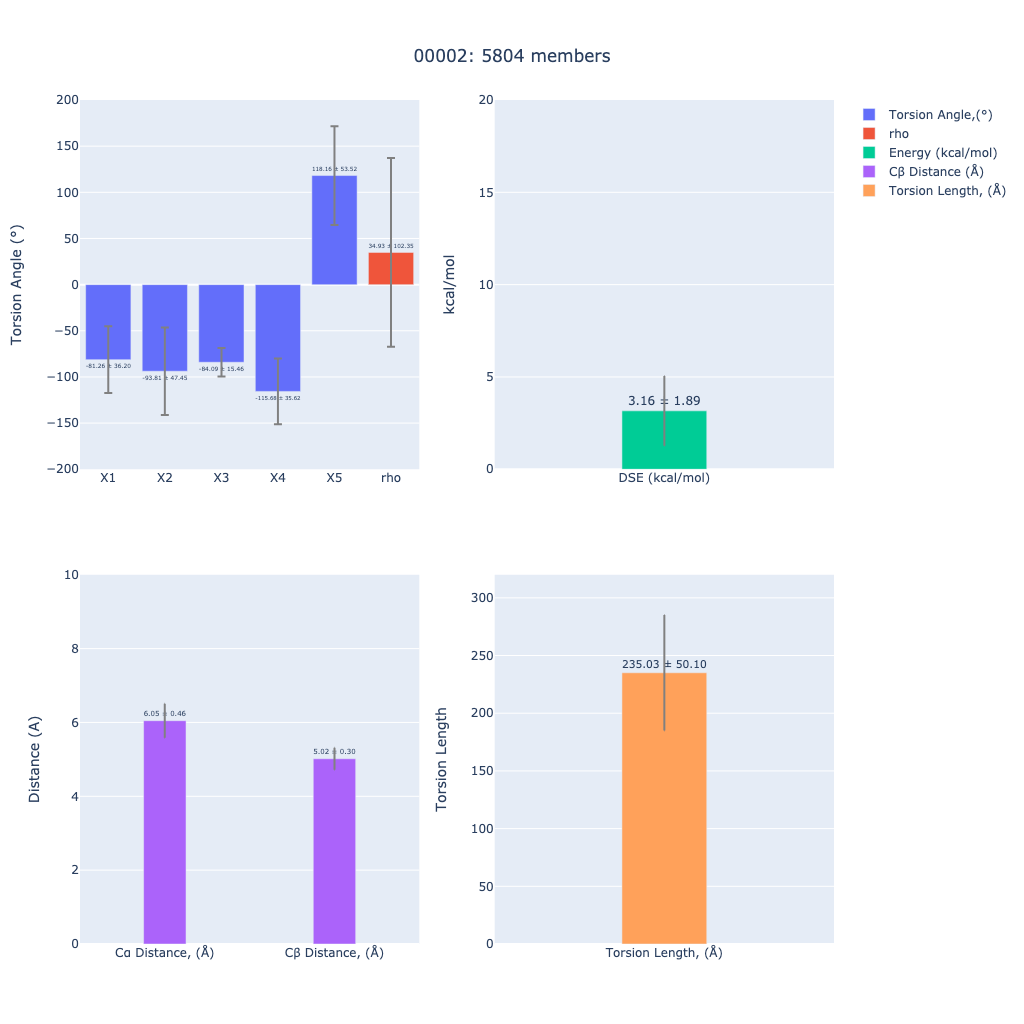 00002: 5804 members
Torsion Angle (°)
200
150
100
50
0
−50
−100
−150
−200
-81.26 ± 36.20
-93.81 ± 47.45
-84.09 ± 15.46
-115.68 ± 35.62
118.16 ± 53.52
34.93 ± 102.35
X1
X2
X3
X4
X5
rho
kcal/mol
20
15
10
5
0
3.16 ± 1.89
DSE (kcal/mol)
Torsion Angle,(°)
rho
Energy (kcal/mol)
Cβ Distance (Å)
Torsion Length, (Å)
Distance (A)
10
8
6
4
2
0
6.05 ± 0.46
5.02 ± 0.30
Cα Distance, (Å)
Cβ Distance, (Å)
Torsion Length
300
250
200
150
100
50
0
235.03 ± 50.10
Torsion Length, (Å)